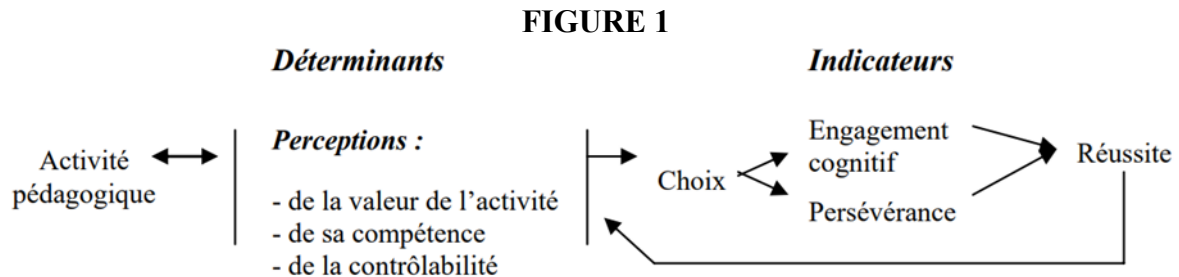 FIGURE 1
Déterminants
Indicateurs
Activité
pédagogique
Perceptions :
- de la valeur de l’activité
- de sa compétence
- de la contrôlabilité
Choix
Engagement
cognitif
Persévérance
Réussite